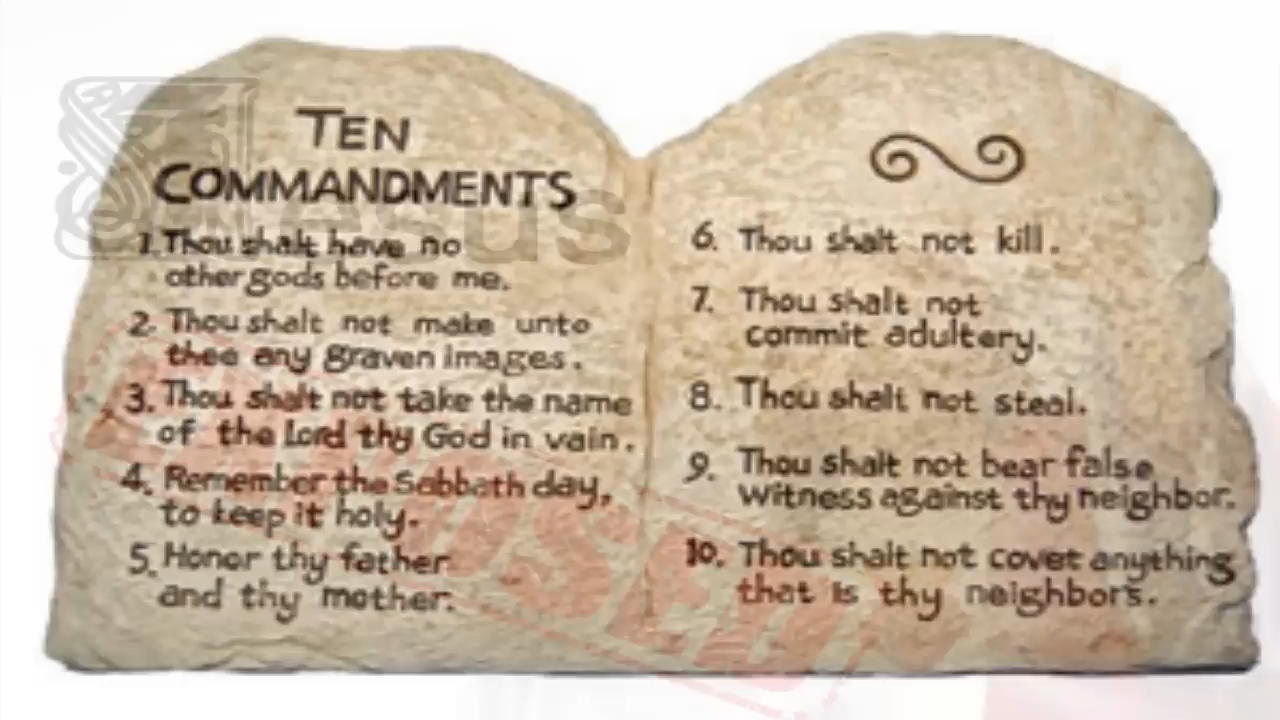 TEN
COMMANDMENTS
1. Thou shalt have no
other gods before me.
2. Thou shalt not make unto
thee any graven images.
3. Thou shalt not take the name
of the Lord thy God in vain.
4. Remember the Sabbath day,
to keep it holy.
5. Honor thy father
and thy mother.
6. Thou shalt not kill.
7. Thou shalt not
commit adultery.
8. Thou shalt not steal.
9. Thou shalt not bear false
witness against thy neighbor.
10. Thou shalt not covet anything
that is thy neighbors.
esus
EXPOSED